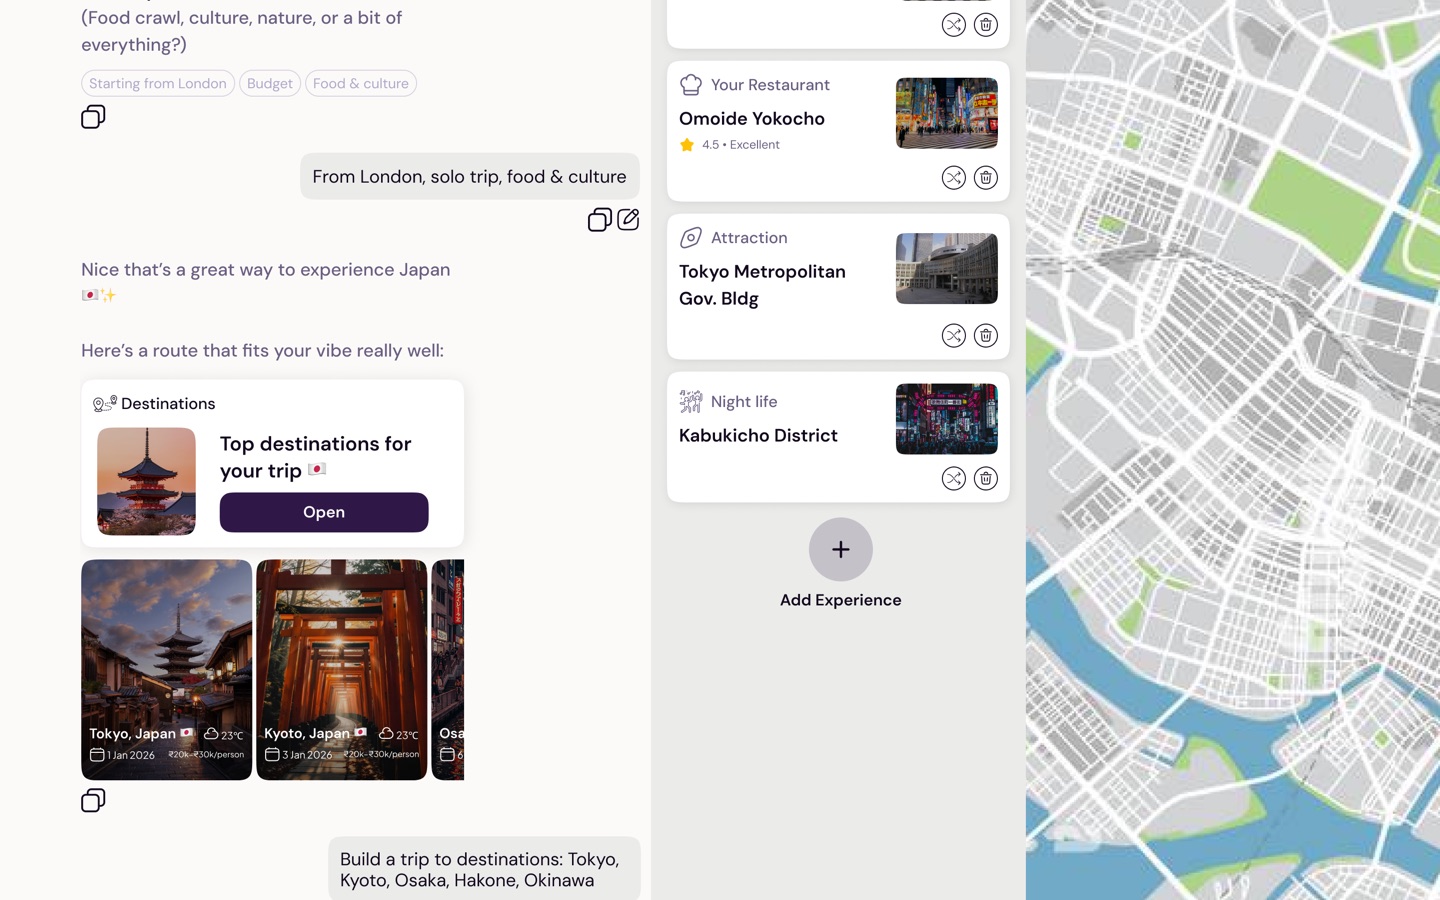 (Food crawl, culture, nature, or a bit of
everything?)
Starting from London
Budget
Food & culture
From London, solo trip, food & culture
Nice that’s a great way to experience Japan
🇯🇵✨
Here’s a route that fits your vibe really well:
Destinations
Top destinations for
your trip 🇯🇵
Open
Tokyo, Japan 🇯🇵 23°C
1 Jan 2026 ₹20k-₹30k/person
Kyoto, Japan 🇯🇵 23°C
3 Jan 2026 ₹20k-₹30k/person
Osa
6
Build a trip to destinations: Tokyo,
Kyoto, Osaka, Hakone, Okinawa
Your Restaurant
Omoide Yokocho
4.5 • Excellent
Attraction
Tokyo Metropolitan
Gov. Bldg
Night life
Kabukicho District
Add Experience